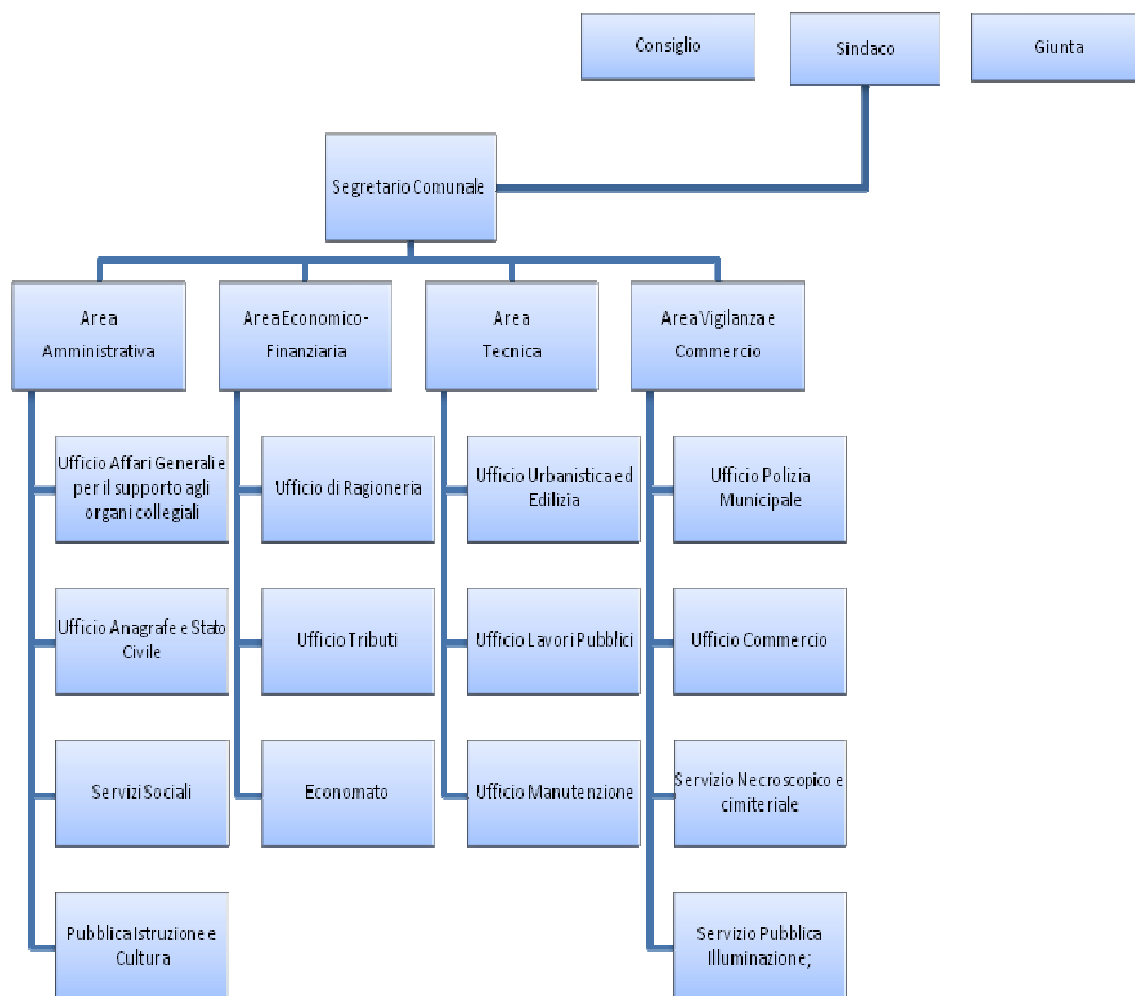 Consiglio
Sindaco
Giunta
Segretario Comunale
Area
Amministrativa
Area Economico-
Finanziaria
Area
Tecnica
Area Vigilanza e
Commercio
Ufficio Affari Generali e
per il supporto agli
organi collegiali
Ufficio di Ragioneria
Ufficio Urbanistica ed
Edilizia
Ufficio Polizia
Municipale
Ufficio Anagrafe e Stato
Civile
Ufficio Tributi
Ufficio Lavori Pubblici
Ufficio Commercio
Servizi Sociali
Economato
Ufficio Manutenzione
Servizio Necroscopico e
cimiteriale
Pubblica Istruzione e
Cultura
Servizio Pubblica
Illuminazione;